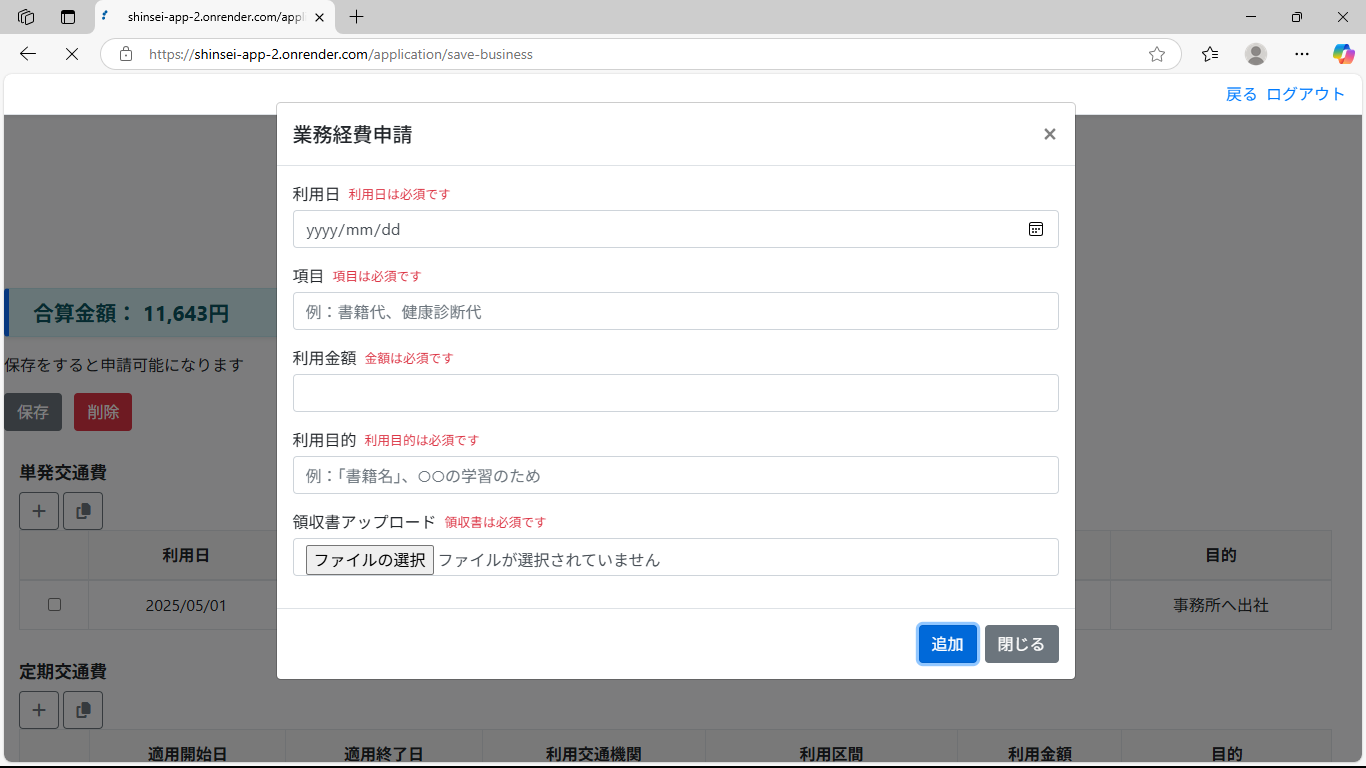 shinsei-app-2.onrender.com/appl
https://shinsei-app-2.onrender.com/application/save-business
戻る ログアウト
業務経費申請 ×
利用日 利用日は必須です
yyyy/mm/dd
項目 項目は必須です
例：書籍代、健康診断代
利用金額 金額は必須です
利用目的 利用目的は必須です
例：「書籍名」、○○の学習のため
領収書アップロード 領収書は必須です
ファイルの選択 ファイルが選択されていません
追加 閉じる
合算金額： 11,643円
保存をすると申請可能になります
保存 削除
単発交通費
利用日 目的
2025/05/01 事務所へ出社
定期交通費
適用開始日 適用終了日 利用交通機関 利用区間 利用金額 目的